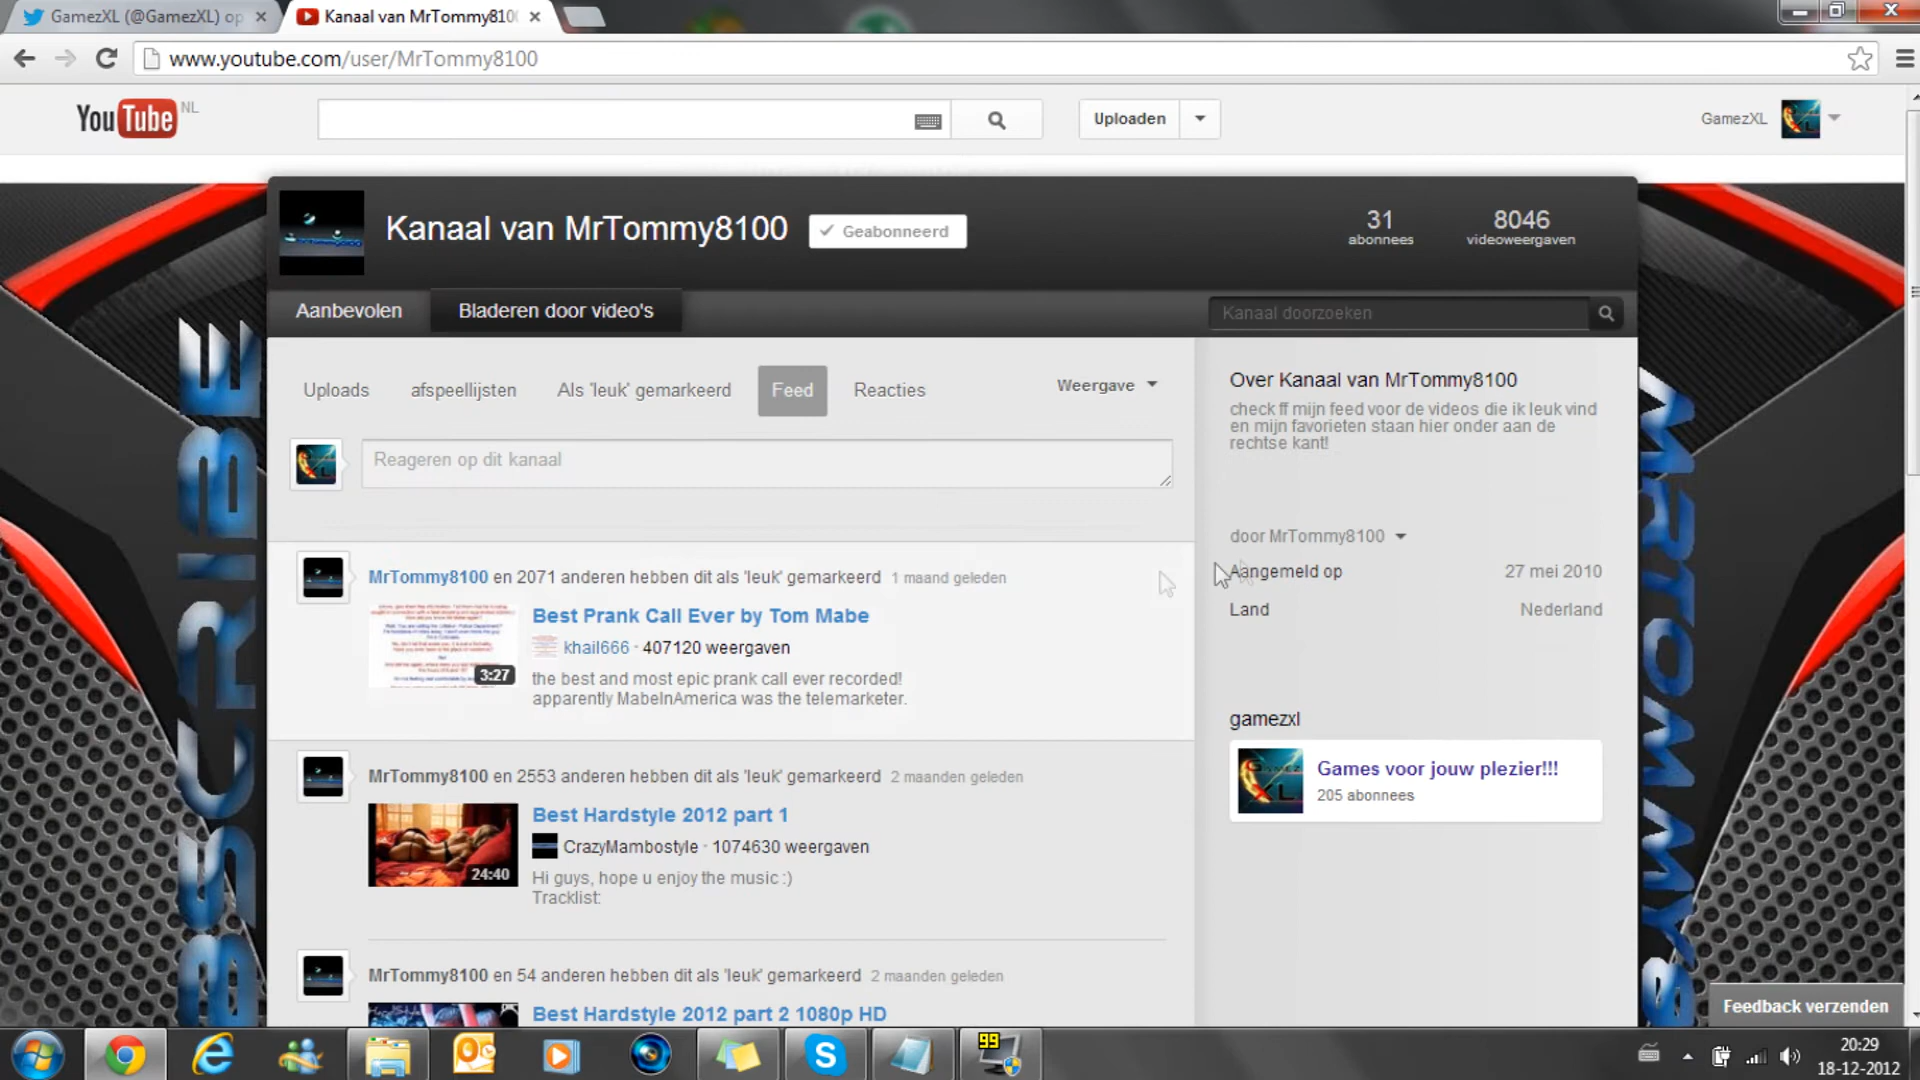 GamezXL (@GamezXL) op
Kanaal van MrTommy810
www.youtube.com/user/MrTommy8100
YouTube NL
Uploaden
GamezXL
Kanaal van MrTommy8100
Geabonneerd
31
abonnees
8046
videoweergaven
Aanbevolen
Bladeren door video's
Kanaal doorzoeken
Uploads
afspeellijsten
Als 'leuk' gemarkeerd
Feed
Reacties
Weergave
Reageren op dit kanaal
Over Kanaal van MrTommy8100
check ff mijn feed voor de videos die ik leuk vind
en mijn favorieten staan hier onder aan de
rechtse kant!
door MrTommy8100
Aangemeld op 27 mei 2010
Land Nederland
gamezxl
Games voor jouw plezier!!!
205 abonnees
MrTommy8100 en 2071 anderen hebben dit als 'leuk' gemarkeerd 1 maand geleden
Best Prank Call Ever by Tom Mabe
khail666 · 407120 weergaven
3:27
the best and most epic prank call ever recorded!
apparently MabeInAmerica was the telemarketer.
MrTommy8100 en 2553 anderen hebben dit als 'leuk' gemarkeerd 2 maanden geleden
Best Hardstyle 2012 part 1
CrazyMambostyle · 1074630 weergaven
24:40
Hi guys, hope u enjoy the music :)
Tracklist:
MrTommy8100 en 54 anderen hebben dit als 'leuk' gemarkeerd 2 maanden geleden
Best Hardstyle 2012 part 2 1080p HD
BSCRIBE
MRTOMMY8
Feedback verzenden
99
20:29
18-12-2012